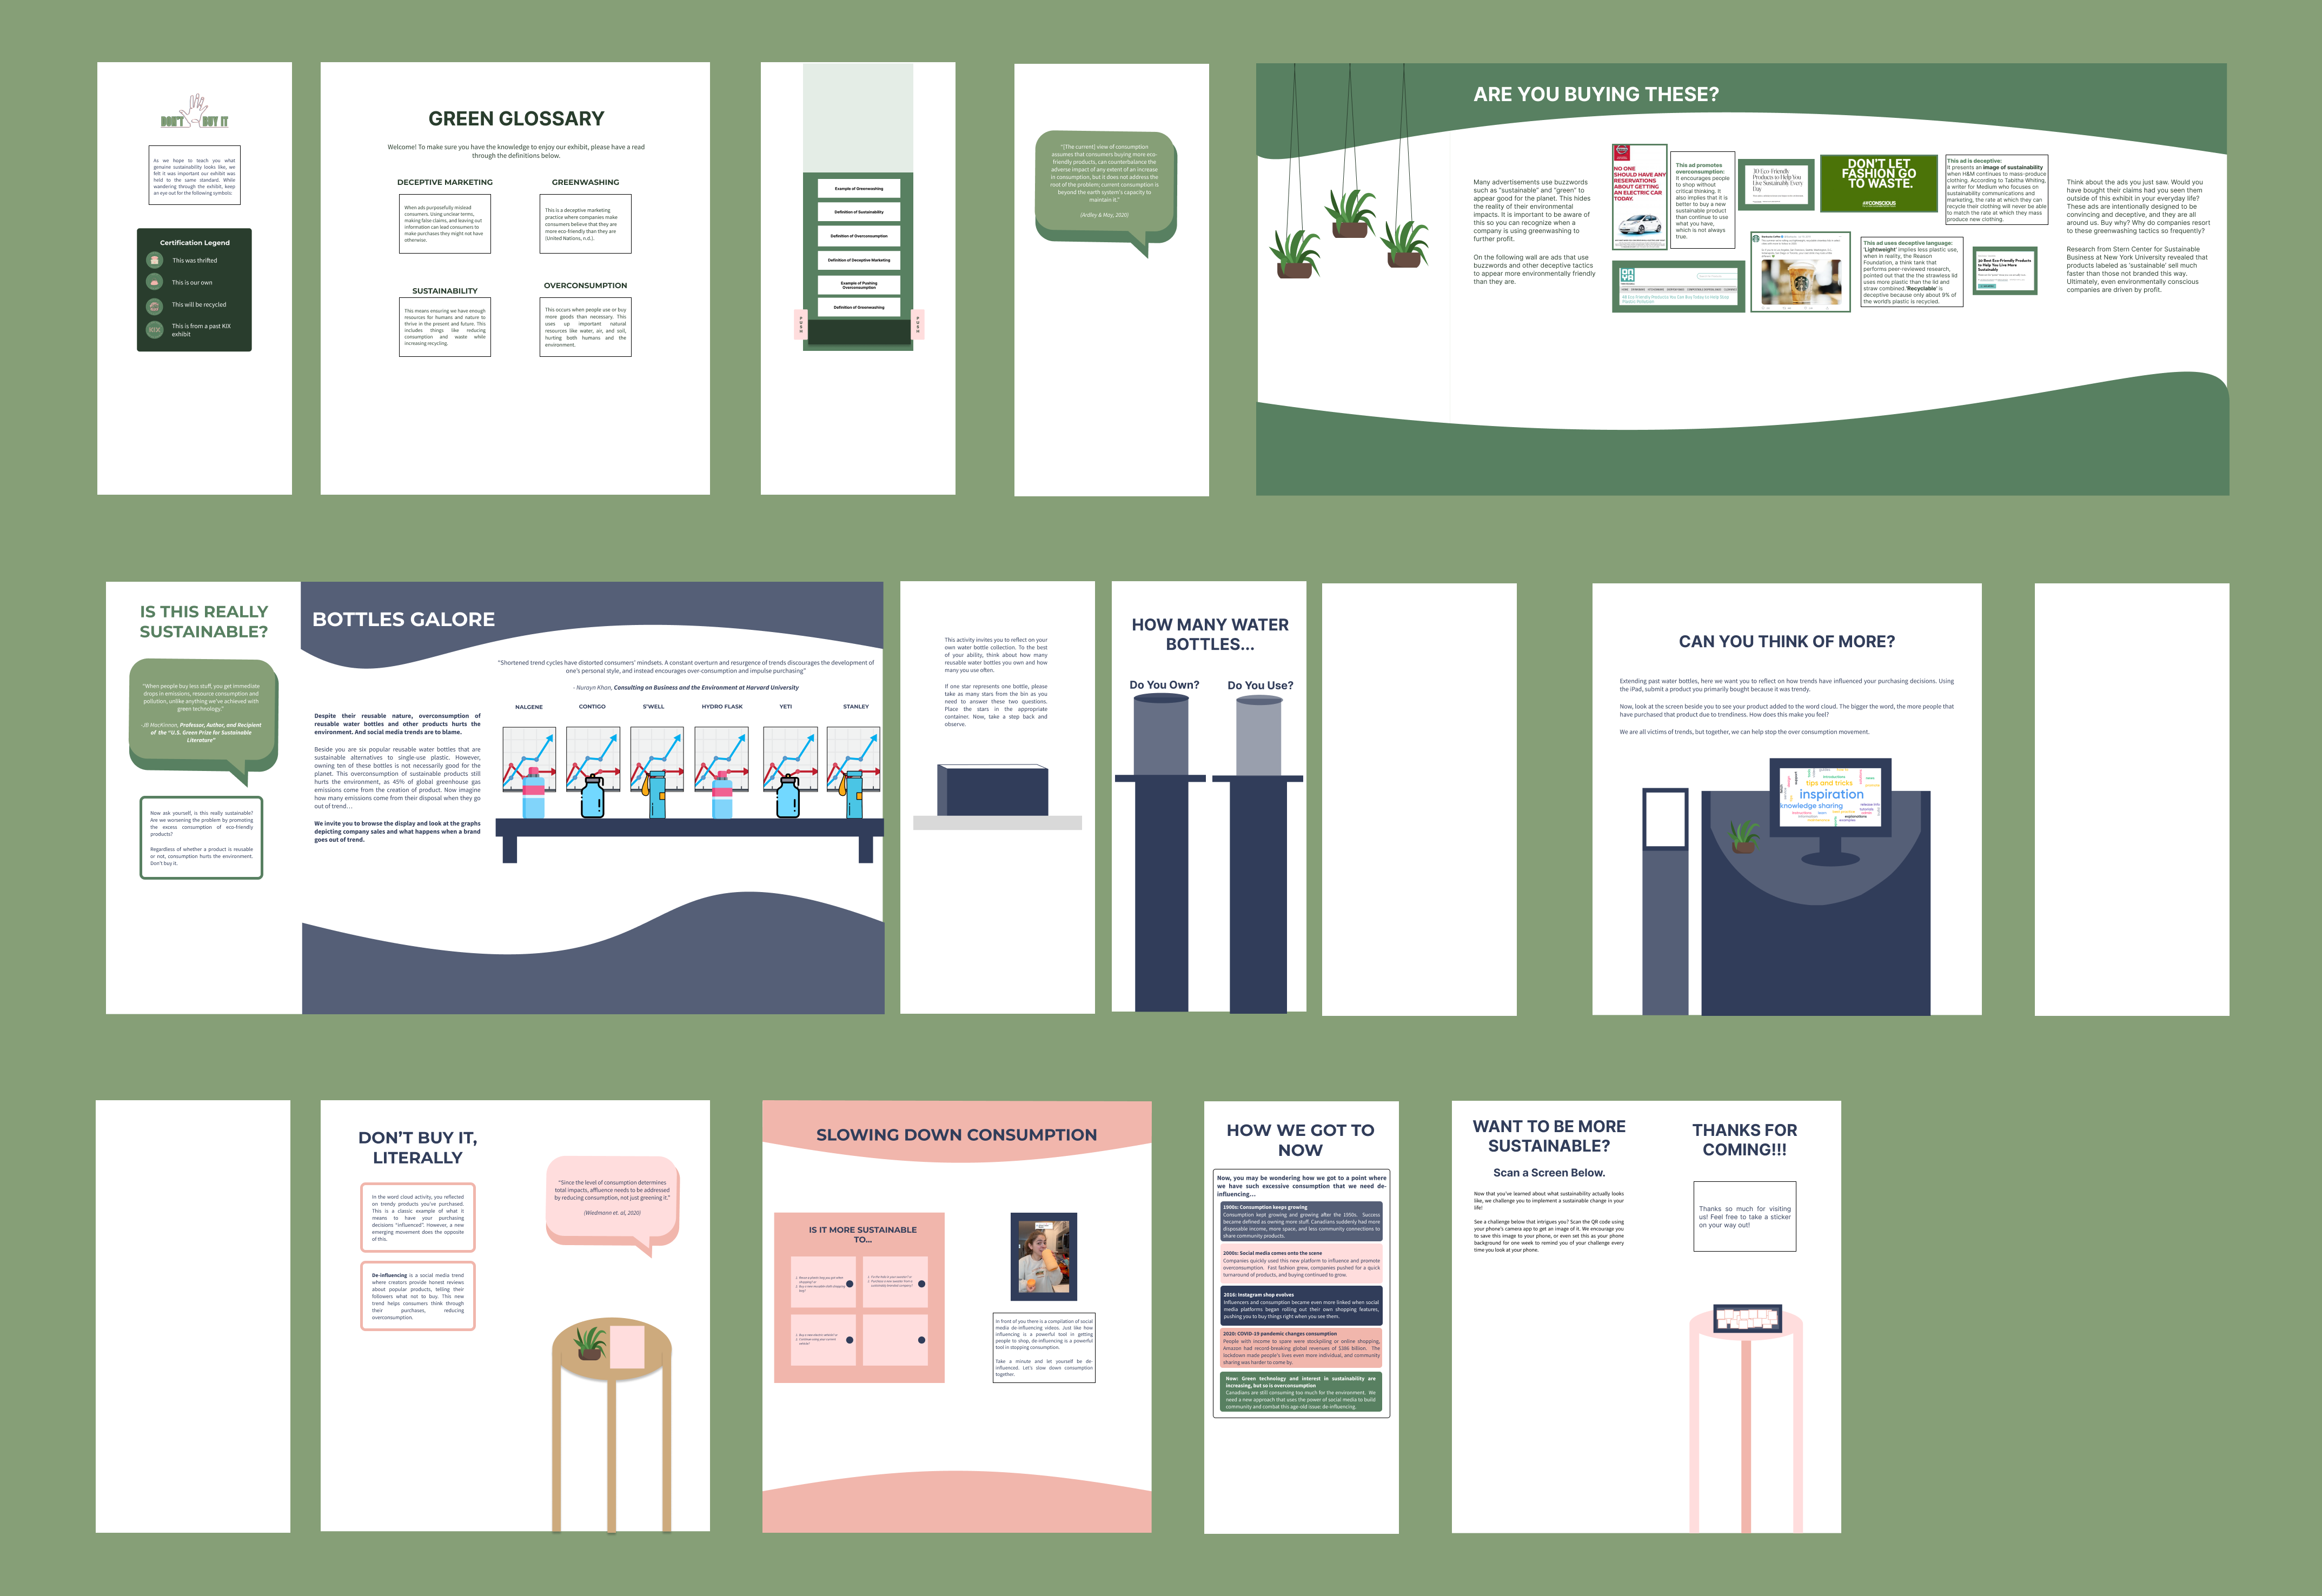 DON'T BUY IT
As we hope to teach you what
genuine sustainability looks like, we
felt it was important our exhibit was
held to the same standard. While
wandering through the exhibit, keep
an eye out for the following symbols:
Certification Legend
This was thrifted
This is our own
This will be recycled
KIX
This is from a past KIX
exhibit
GREEN GLOSSARY
Welcome! To make sure you have the knowledge to enjoy our exhibit, please have a read
through the definitions below.
DECEPTIVE MARKETING
When ads purposefully mislead
consumers. Using unclear terms,
making false claims, and leaving out
information can lead consumers to
make purchases they might not have
otherwise.
GREENWASHING
This is a deceptive marketing
practice where companies make
consumers believe that they are
more eco-friendly than they are
(United Nations, n.d.).
SUSTAINABILITY
This means ensuring we have enough
resources for humans and nature to
thrive in the present and future. This
includes things like reducing
consumption and waste while
increasing recycling.
OVERCONSUMPTION
This occurs when people use or buy
more goods than necessary. This
uses up important natural
resources like water, air, and soil,
hurting both humans and the
environment.
Example of Greenwashing
Definition of Sustainability
Definition of Overconsumption
Definition of Deceptive Marketing
Example of Pushing
Overconsumption
Definition of Greenwashing
PUSH
PUSH
"[The current] view of consumption
assumes that consumers buying more eco-
friendly products, can counterbalance the
adverse impact of any extent of an increase
in consumption, but it does not address the
root of the problem; current consumption is
beyond the earth system's capacity to
maintain it."
(Ardley & May, 2020)
ARE YOU BUYING THESE?
Many advertisements use buzzwords
such as "sustainable" and "green" to
appear good for the planet. This hides
the reality of their environmental
impacts. It is important to be aware of
this so you can recognize when a
company is using greenwashing to
further profit.
On the following wall are ads that use
buzzwords and other deceptive tactics
to appear more environmentally friendly
than they are.
NO ONE
SHOULD HAVE ANY
RESERVATIONS
ABOUT GETTING
AN ELECTRIC CAR
TODAY.
This ad promotes
overconsumption:
It encourages people
to shop without
critical thinking. It
also implies that it is
better to buy a new
sustainable product
than continue to use
what you have,
which is not always
true.
10 Eco-Friendly
Products to Help You
Live Sustainably Every
Day
DON'T LET
FASHION GO
TO WASTE.
CONSCIOUS
This ad is deceptive:
It presents an image of sustainability
when H&M continues to mass-produce
clothing. According to Tabitha Whiting,
a writer for Medium who focuses on
sustainability communications and
marketing, the rate at which they can
recycle their clothing will never be able
to match the rate at which they mass
produce new clothing.
ONYA
This ad uses deceptive language:
'Lightweight' implies less plastic use,
when in reality, the Reason
Foundation, a think tank that
performs peer-reviewed research,
pointed out that the strawless lid
uses more plastic than the lid and
straw combined.'Recyclable' is
deceptive because only about 9% of
the world's plastic is recycled.
30 Best Eco-Friendly Products
to Help You Live More
Sustainably
Think about the ads you just saw. Would you
have bought their claims had you seen them
outside of this exhibit in your everyday life?
These ads are intentionally designed to be
convincing and deceptive, and they are all
around us. Buy why? Why do companies resort
to these greenwashing tactics so frequently?
Research from Stern Center for Sustainable
Business at New York University revealed that
products labeled as 'sustainable' sell much
faster than those not branded this way.
Ultimately, even environmentally conscious
companies are driven by profit.
IS THIS REALLY
SUSTAINABLE?
"When people buy less stuff, you get immediate
drops in emissions, resource consumption and
pollution, unlike anything we've achieved with
green technology."
-JB MacKinnon, Professor, Author, and Recipient
of the "U.S. Green Prize for Sustainable
Literature"
Now ask yourself, is this really sustainable?
Are we worsening the problem by promoting
the excess consumption of eco-friendly
products?
Regardless of whether a product is reusable
or not, consumption hurts the environment.
Don't buy it.
BOTTLES GALORE
"Shortened trend cycles have distorted consumers' mindsets. A constant overturn and resurgence of trends discourages the development of
one's personal style, and instead encourages over-consumption and impulse purchasing"
- Nurayn Khan, Consulting on Business and the Environment at Harvard University
Despite their reusable nature, overconsumption of
reusable water bottles and other products hurts the
environment. And social media trends are to blame.
Beside you are six popular reusable water bottles that are
sustainable alternatives to single-use plastic. However,
owning ten of these bottles is not necessarily good for the
planet. This overconsumption of sustainable products still
hurts the environment, as 45% of global greenhouse gas
emissions come from the creation of product. Now imagine
how many emissions come from their disposal when they go
out of trend…
We invite you to browse the display and look at the graphs
depicting company sales and what happens when a brand
goes out of trend.
NALGENE
CONTIGO
S'WELL
HYDRO FLASK
YETI
STANLEY
This activity invites you to reflect on your
own water bottle collection. To the best
of your ability, think about how many
reusable water bottles you own and how
many you use often.
If one star represents one bottle, please
take as many stars from the bin as you
need to answer these two questions.
Place the stars in the appropriate
container. Now, take a step back and
observe.
HOW MANY WATER
BOTTLES...
Do You Own?
Do You Use?
CAN YOU THINK OF MORE?
Extending past water bottles, here we want you to reflect on how trends have influenced your purchasing decisions. Using
the iPad, submit a product you primarily bought because it was trendy.
Now, look at the screen beside you to see your product added to the word cloud. The bigger the word, the more people that
have purchased that product due to trendiness. How does this make you feel?
We are all victims of trends, but together, we can help stop the over consumption movement.
introductions
tips and tricks
inspiration
knowledge sharing
explanations
DON'T BUY IT,
LITERALLY
In the word cloud activity, you reflected
on trendy products you've purchased.
This is a classic example of what it
means to have your purchasing
decisions "influenced". However, a new
emerging movement does the opposite
of this.
De-influencing is a social media trend
where creators provide honest reviews
about popular products, telling their
followers what not to buy. This new
trend helps consumers think through
their purchases, reducing
overconsumption.
"Since the level of consumption determines
total impacts, affluence needs to be addressed
by reducing consumption, not just greening it."
(Wiedmann et. al, 2020)
SLOWING DOWN CONSUMPTION
IS IT MORE SUSTAINABLE
TO...
In front of you there is a compilation of social
media de-influencing videos. Just like how
influencing is a powerful tool in getting
people to shop, de-influencing is a powerful
tool in stopping consumption.
Take a minute and let yourself be de-
influenced. Let's slow down consumption
together.
HOW WE GOT TO
NOW
Now, you may be wondering how we got to a point where
we have such excessive consumption that we need de-
influencing…
1900s: Consumption keeps growing
Consumption kept growing and growing after the 1950s. Success
became defined as owning more stuff. Canadians suddenly had more
disposable income, more space, and less community connections to
share community products.
2000s: Social media comes onto the scene
Companies quickly used this new platform to influence and promote
overconsumption. Fast fashion grew, companies pushed for a quick
turnaround of products, and buying continued to grow.
2016: Instagram shop evolves
Influencers and consumption became even more linked when social
media platforms began rolling out their own shopping features,
pushing you to buy things right when you see them.
2020: COVID-19 pandemic changes consumption
People with income to spare were stockpiling or online shopping,
Amazon had record-breaking global revenues of $386 billion. The
lockdown made people's lives even more individual, and community
sharing was harder to come by.
Now: Green technology and interest in sustainability are
increasing, but so is overconsumption
Canadians are still consuming too much for the environment. We
need a new approach that uses the power of social media to build
community and combat this age-old issue: de-influencing.
WANT TO BE MORE
SUSTAINABLE?
Scan a Screen Below.
Now that you've learned about what sustainability actually looks
like, we challenge you to implement a sustainable change in your
life!
See a challenge below that intrigues you? Scan the QR code using
your phone's camera app to get an image of it. We encourage you
to save this image to your phone, or even set this as your phone
background for one week to remind you of your challenge every
time you look at your phone.
THANKS FOR
COMING!!!
Thanks so much for visiting
us! Feel free to take a sticker
on your way out!